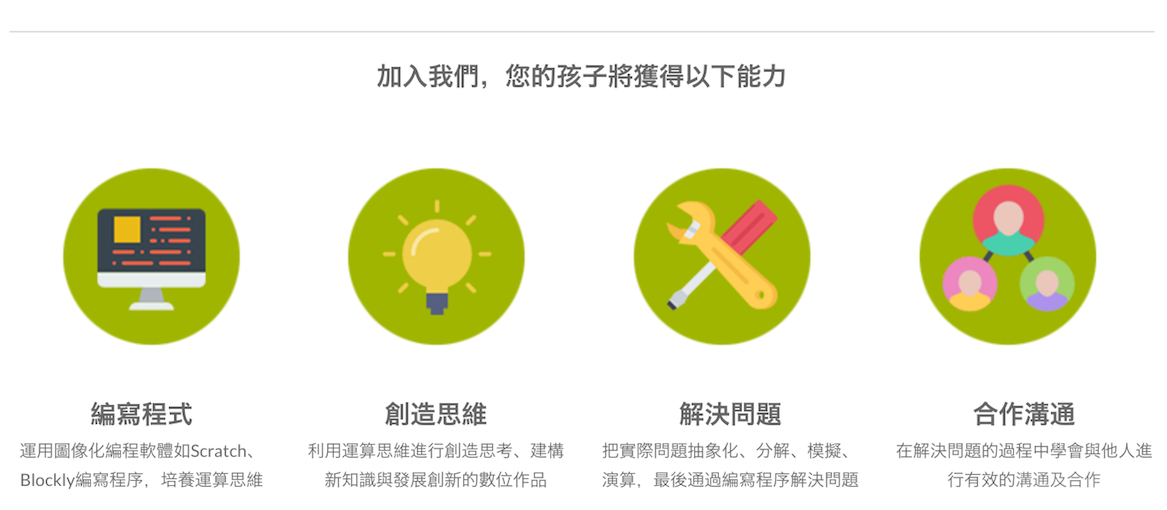 加入我們，您的孩子將獲得以下能力
編寫程式
運用圖像化編程軟體如Scratch、
Blockly編寫程序，培養運算思維
創造思維
利用運算思維進行創造思考、建構
新知識與發展創新的數位作品
解決問題
把實際問題抽象化、分解、模擬、
演算，最後通過編寫程序解決問題
合作溝通
在解決問題的過程中學會與他人進
行有效的溝通及合作